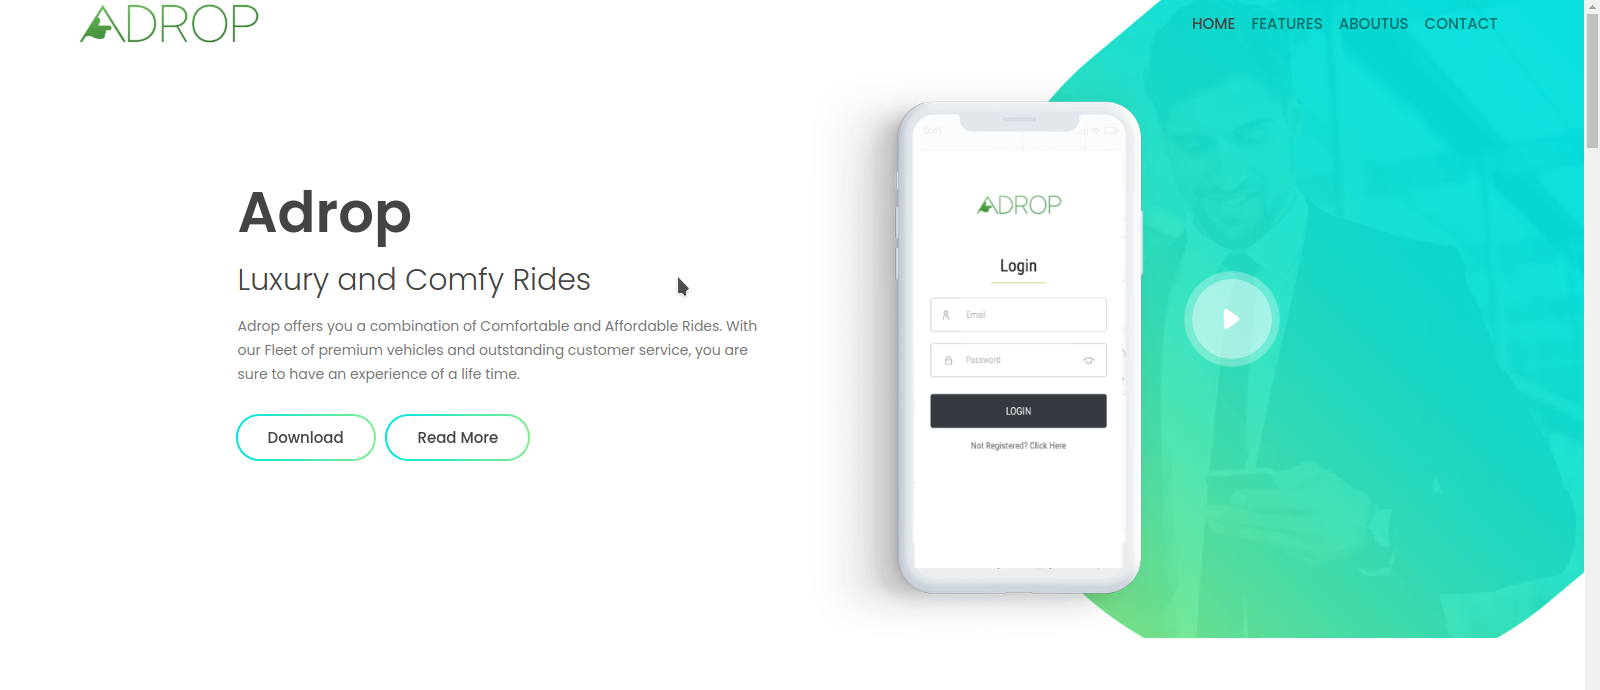 ADROP
HOME FEATURES ABOUTUS CONTACT
Adrop
Luxury and Comfy Rides
Adrop offers you a combination of Comfortable and Affordable Rides. With
our Fleet of premium vehicles and outstanding customer service, you are
sure to have an experience of a life time.
Download Read More
ADROP
Login
Email
Password
LOGIN
Not Registered? Click Here